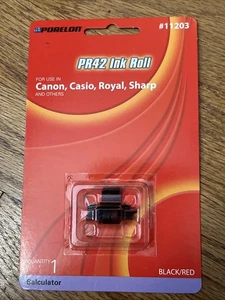 PORELON
#11203
PR42 Ink Roll
FOR USE IN
Canon, Casio, Royal, Sharp
AND OTHERS
QUANTITY 1
BLACK/RED
Calculator